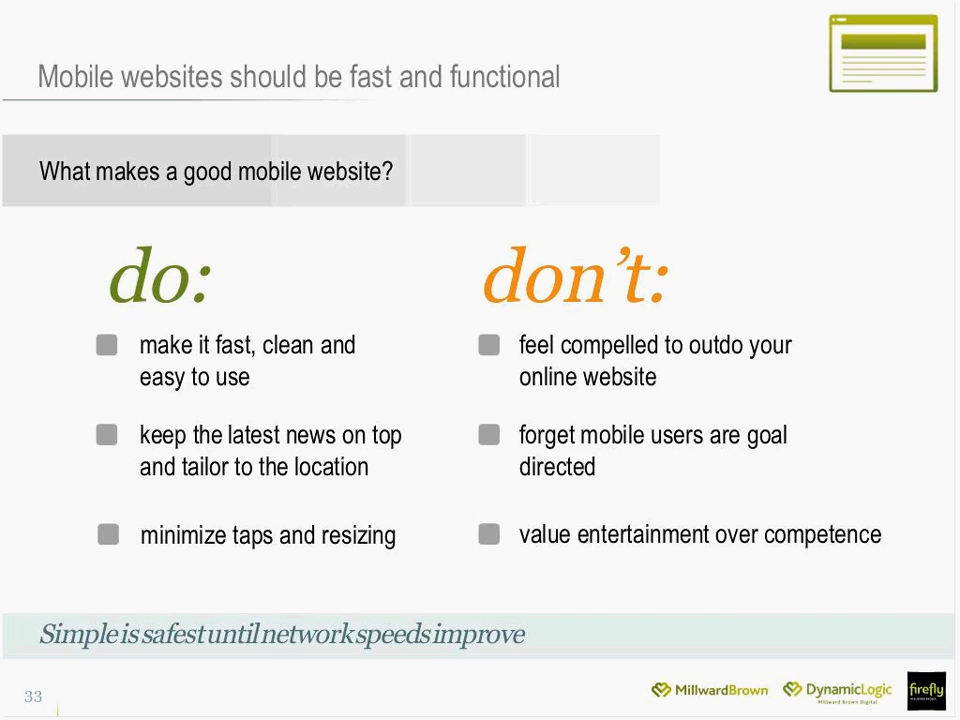 Mobile websites should be fast and functional
What makes a good mobile website?
do:
make it fast, clean and
easy to use
keep the latest news on top
and tailor to the location
minimize taps and resizing
don’t:
feel compelled to outdo your
online website
forget mobile users are goal
directed
value entertainment over competence
Simple is safest until network speeds improve
33
MillwardBrown
DynamicLogic
Millward Brown Digital
firefly